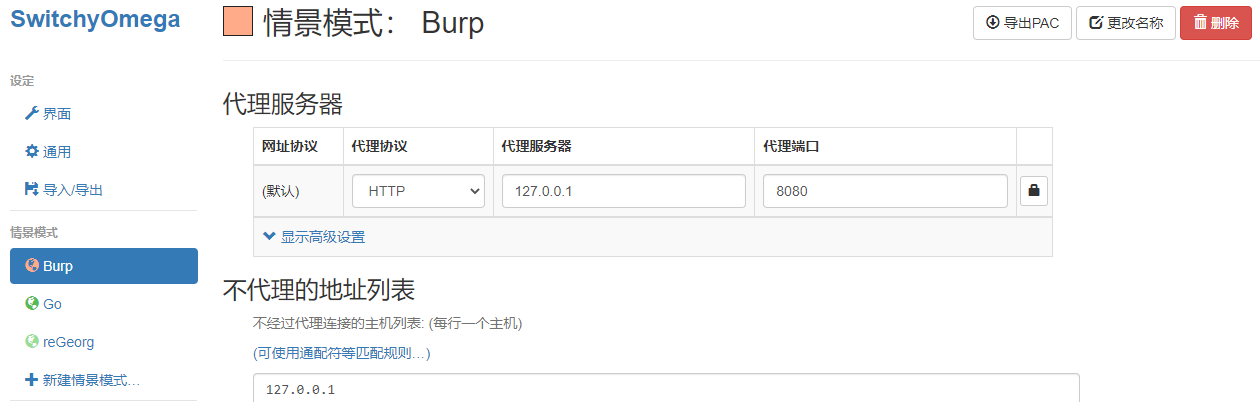 SwitchyOmega
情景模式： Burp
导出PAC
更改名称
删除
设定
界面
通用
导入/导出
情景模式
Burp
Go
reGeorg
新建情景模式...
代理服务器
网址协议 代理协议 代理服务器 代理端口
(默认) HTTP 127.0.0.1 8080
显示高级设置
不代理的地址列表
不经过代理连接的主机列表: (每行一个主机)
(可使用通配符等匹配规则...)
127.0.0.1